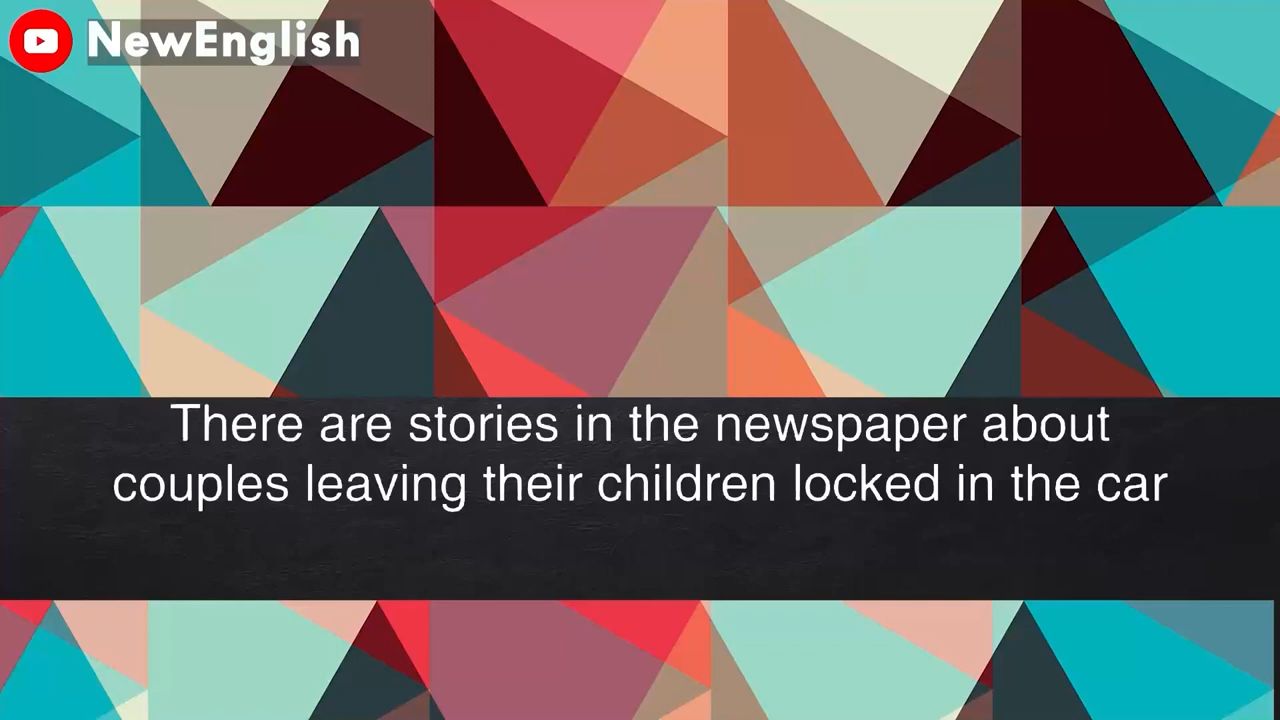 NewEnglish
There are stories in the newspaper about
couples leaving their children locked in the car